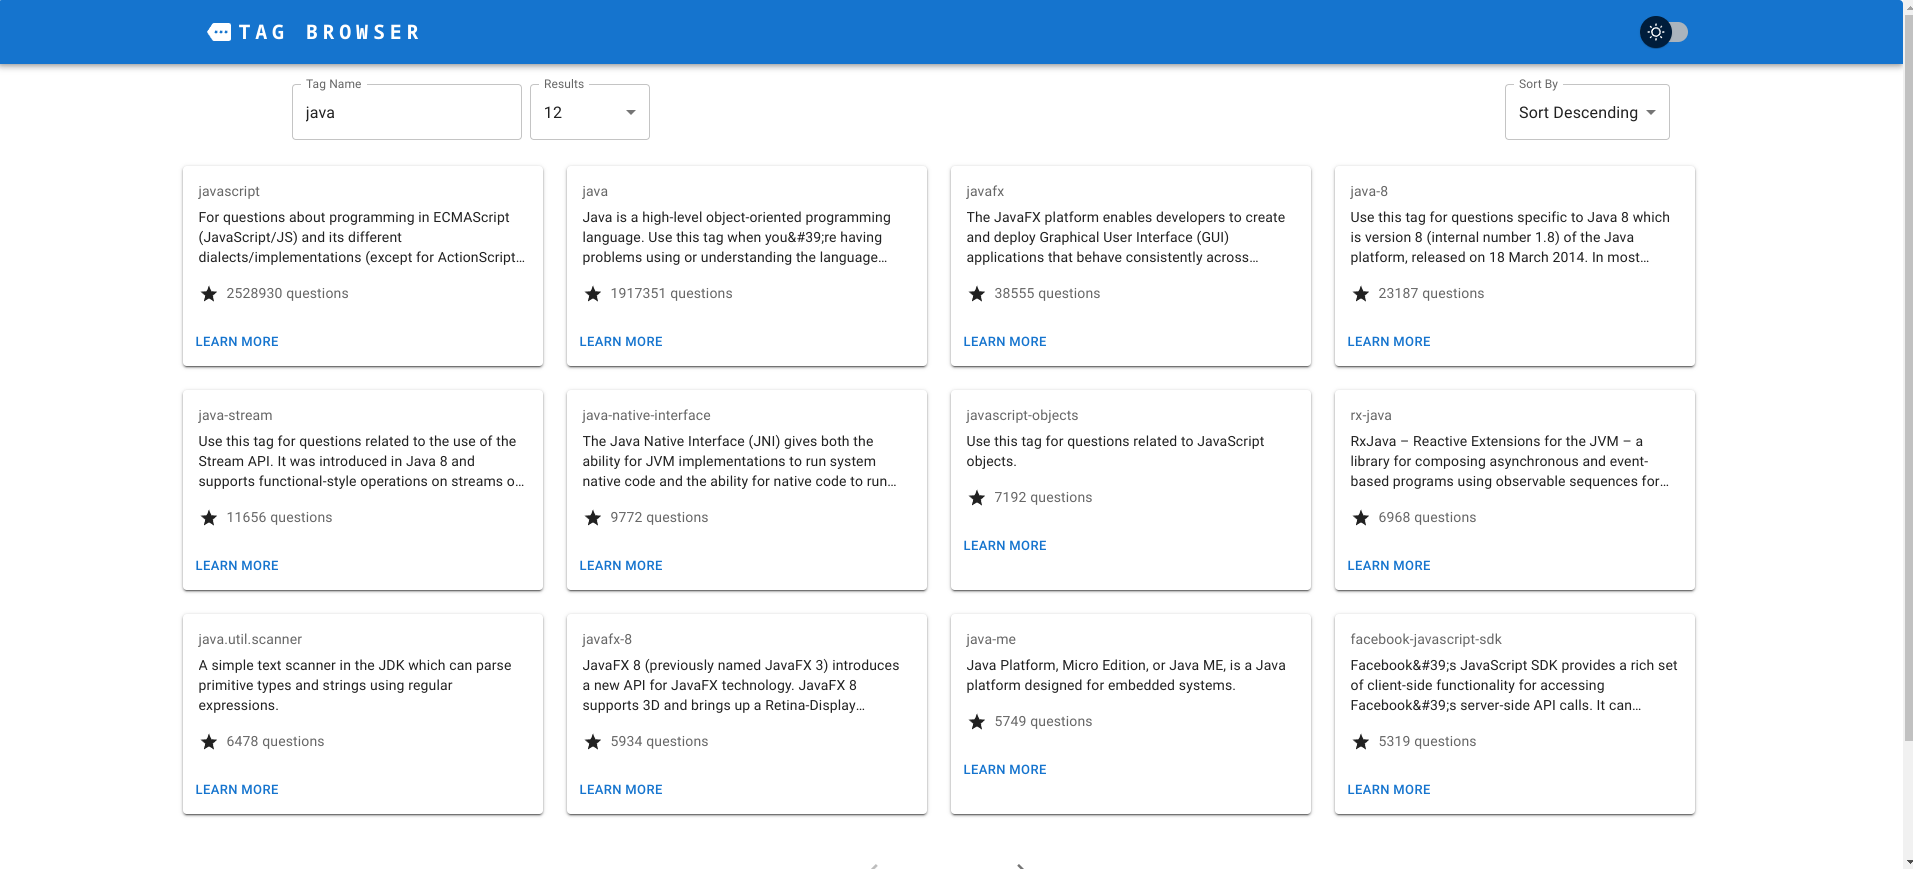 TAG BROWSER
Tag Name
java
Results
12
Sort By
Sort Descending
javascript
For questions about programming in ECMAScript
(JavaScript/JS) and its different
dialects/implementations (except for ActionScript…
2528930 questions
LEARN MORE
java
Java is a high-level object-oriented programming
language. Use this tag when you&#39;re having
problems using or understanding the language…
1917351 questions
LEARN MORE
javafx
The JavaFX platform enables developers to create
and deploy Graphical User Interface (GUI)
applications that behave consistently across…
38555 questions
LEARN MORE
java-8
Use this tag for questions specific to Java 8 which
is version 8 (internal number 1.8) of the Java
platform, released on 18 March 2014. In most…
23187 questions
LEARN MORE
java-stream
Use this tag for questions related to the use of the
Stream API. It was introduced in Java 8 and
supports functional-style operations on streams o…
11656 questions
LEARN MORE
java-native-interface
The Java Native Interface (JNI) gives both the
ability for JVM implementations to run system
native code and the ability for native code to run…
9772 questions
LEARN MORE
javascript-objects
Use this tag for questions related to JavaScript
objects.
7192 questions
LEARN MORE
rx-java
RxJava – Reactive Extensions for the JVM – a
library for composing asynchronous and event-
based programs using observable sequences for…
6968 questions
LEARN MORE
java.util.scanner
A simple text scanner in the JDK which can parse
primitive types and strings using regular
expressions.
6478 questions
LEARN MORE
javafx-8
JavaFX 8 (previously named JavaFX 3) introduces
a new API for JavaFX technology. JavaFX 8
supports 3D and brings up a Retina-Display…
5934 questions
LEARN MORE
java-me
Java Platform, Micro Edition, or Java ME, is a Java
platform designed for embedded systems.
5749 questions
LEARN MORE
facebook-javascript-sdk
Facebook&#39;s JavaScript SDK provides a rich set
of client-side functionality for accessing
Facebook&#39;s server-side API calls. It can…
5319 questions
LEARN MORE